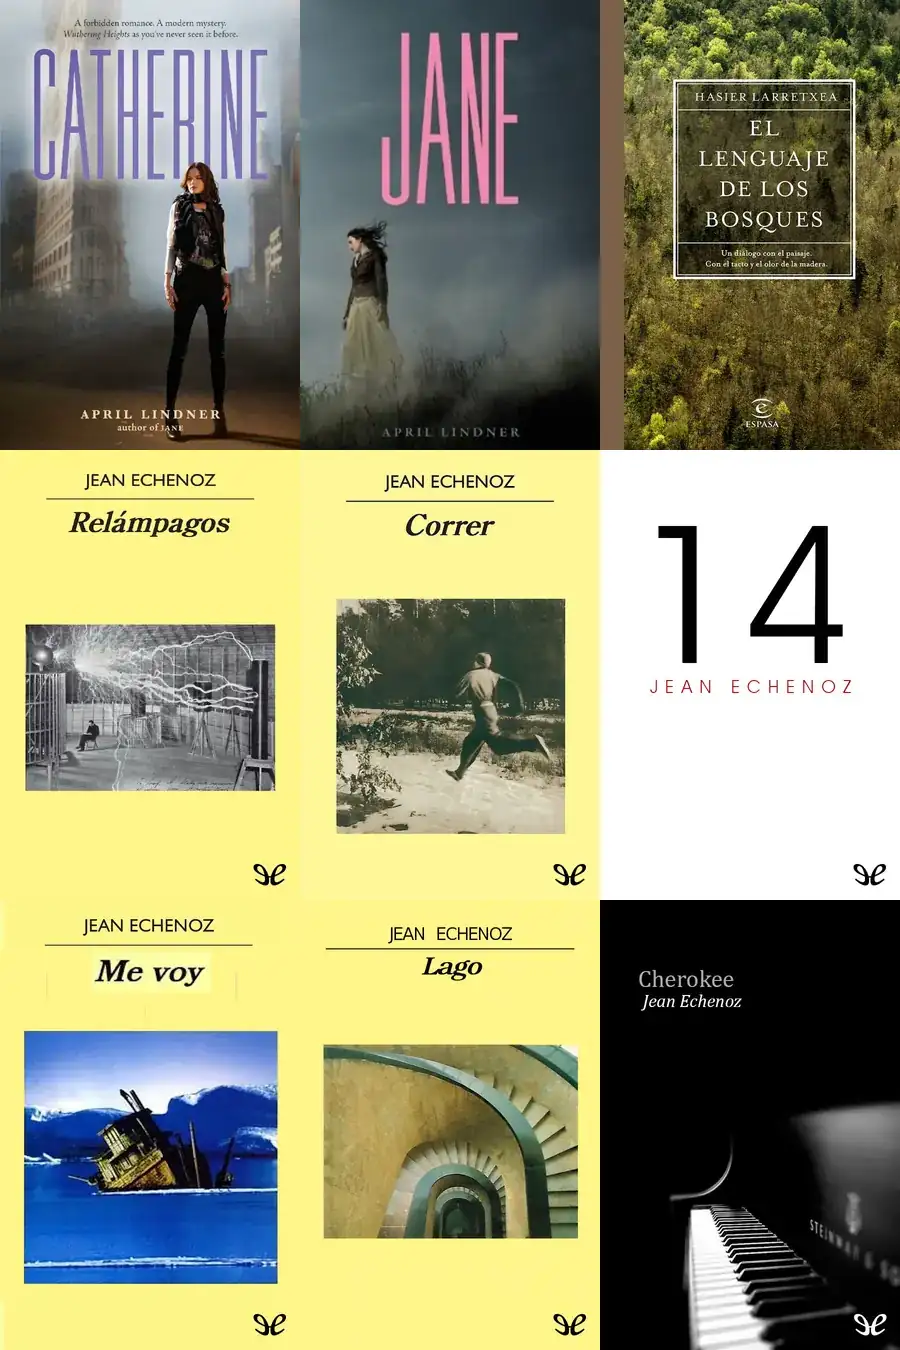 A forbidden romance. A modern mystery.
Wuthering Heights as you've never seen it before.
CATHERINE
APRIL LINDNER
author of JANE
JANE
APRIL LINDNER
HASIER LARRETXEA
EL
LENGUAJE
DE LOS
BOSQUES
Un diálogo con el paisaje.
Con el tacto y el olor de la madera.
ESPASA
JEAN ECHENOZ
Relámpagos
JEAN ECHENOZ
Correr
14
JEAN ECHENOZ
JEAN ECHENOZ
Me voy
JEAN ECHENOZ
Lago
Cherokee
Jean Echenoz